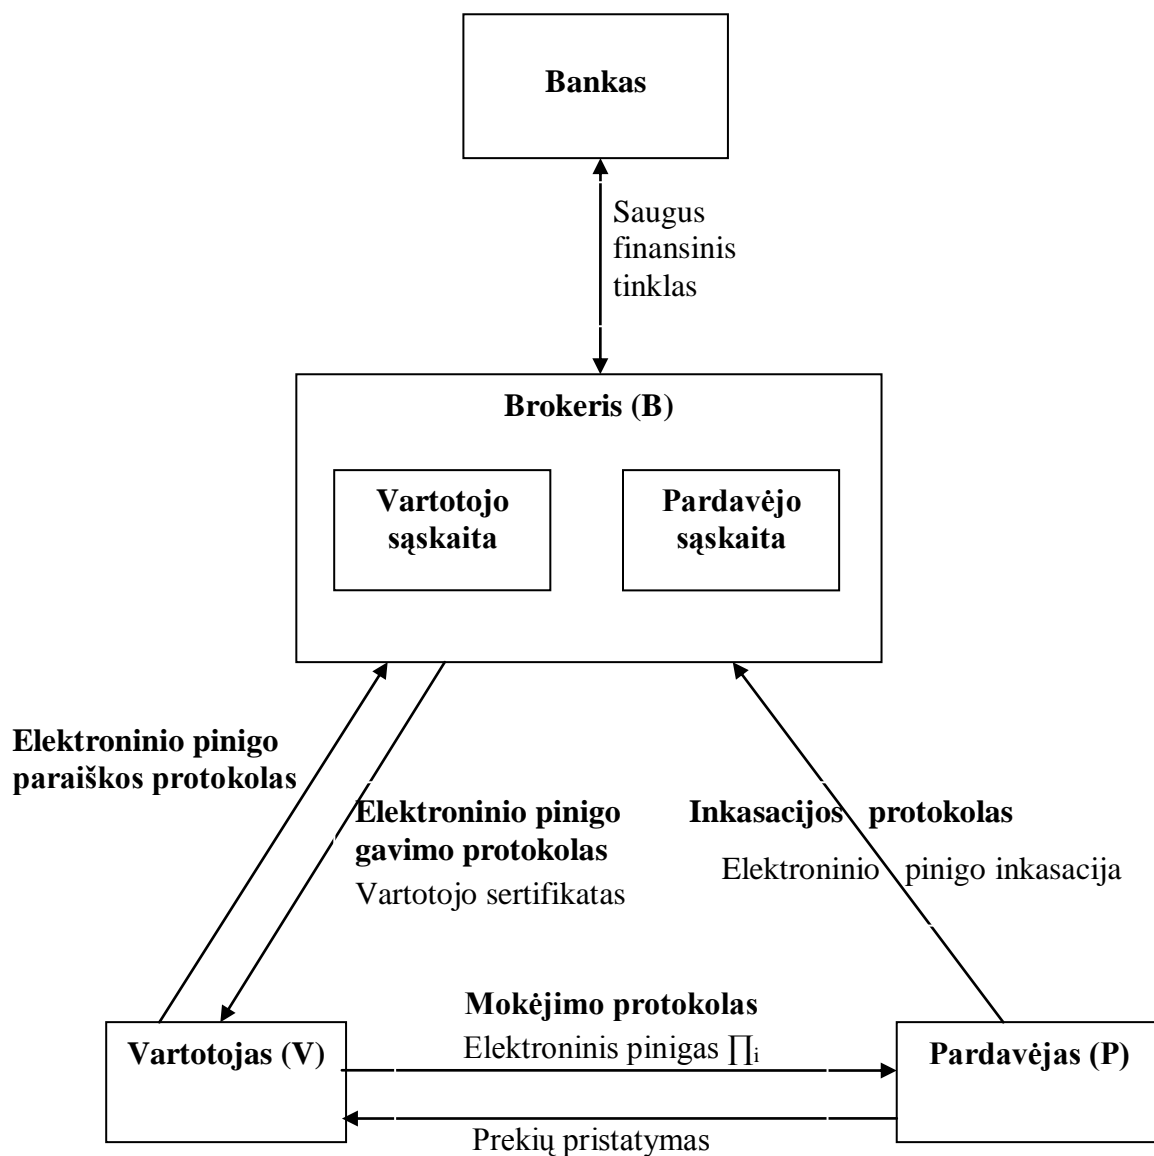 Bankas
Saugus
finansinis
tinklas
Brokeris (B)
Vartotojo
sąskaita
Pardavėjo
sąskaita
Elektroninio pinigo
paraiškos protokolas
Elektroninio pinigo
gavimo protokolas
Vartotojo sertifikatas
Inkasacijos protokolas
Elektroninio pinigo inkasacija
Mokėjimo protokolas
Elektroninis pinigas ∏i
Vartotojas (V)
Pardavėjas (P)
Prekių pristatymas